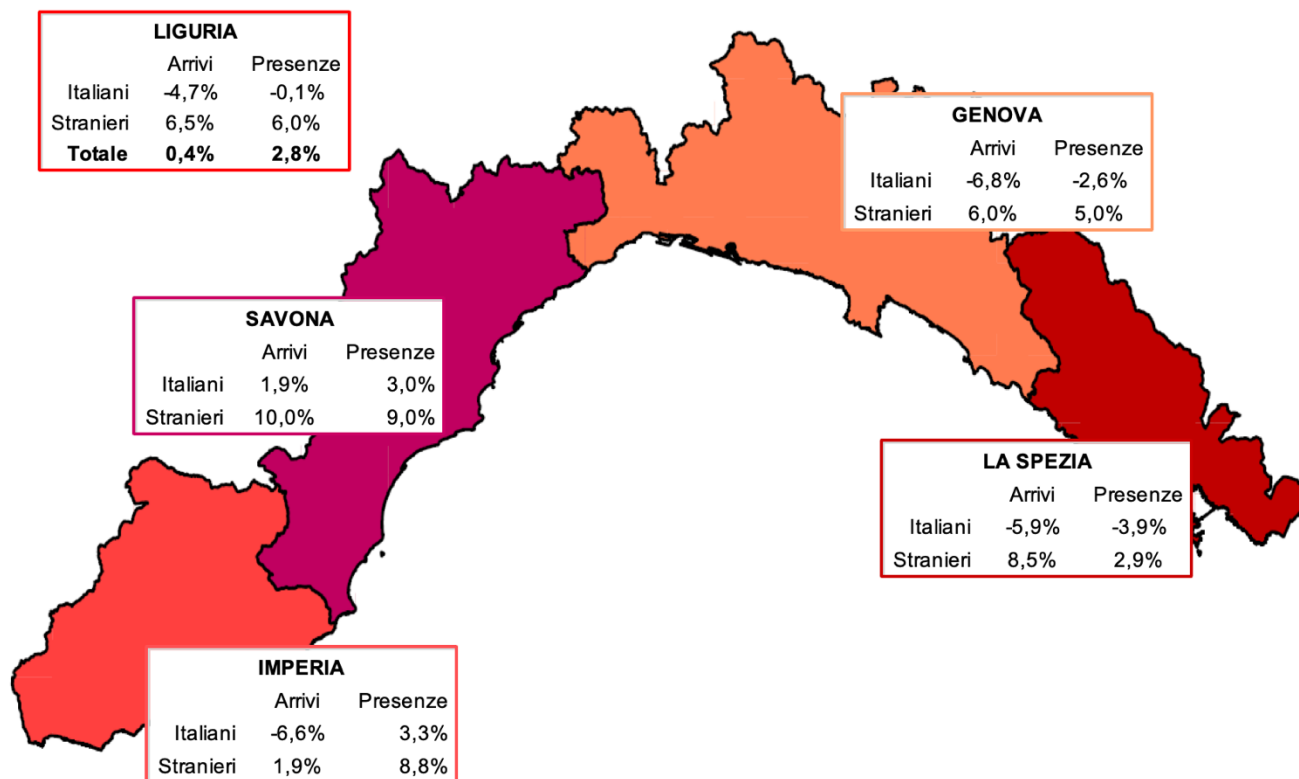 LIGURIA
Arrivi Presenze
Italiani -4,7% -0,1%
Stranieri 6,5% 6,0%
Totale 0,4% 2,8%
GENOVA
Arrivi Presenze
Italiani -6,8% -2,6%
Stranieri 6,0% 5,0%
SAVONA
Arrivi Presenze
Italiani 1,9% 3,0%
Stranieri 10,0% 9,0%
LA SPEZIA
Arrivi Presenze
Italiani -5,9% -3,9%
Stranieri 8,5% 2,9%
IMPERIA
Arrivi Presenze
Italiani -6,6% 3,3%
Stranieri 1,9% 8,8%